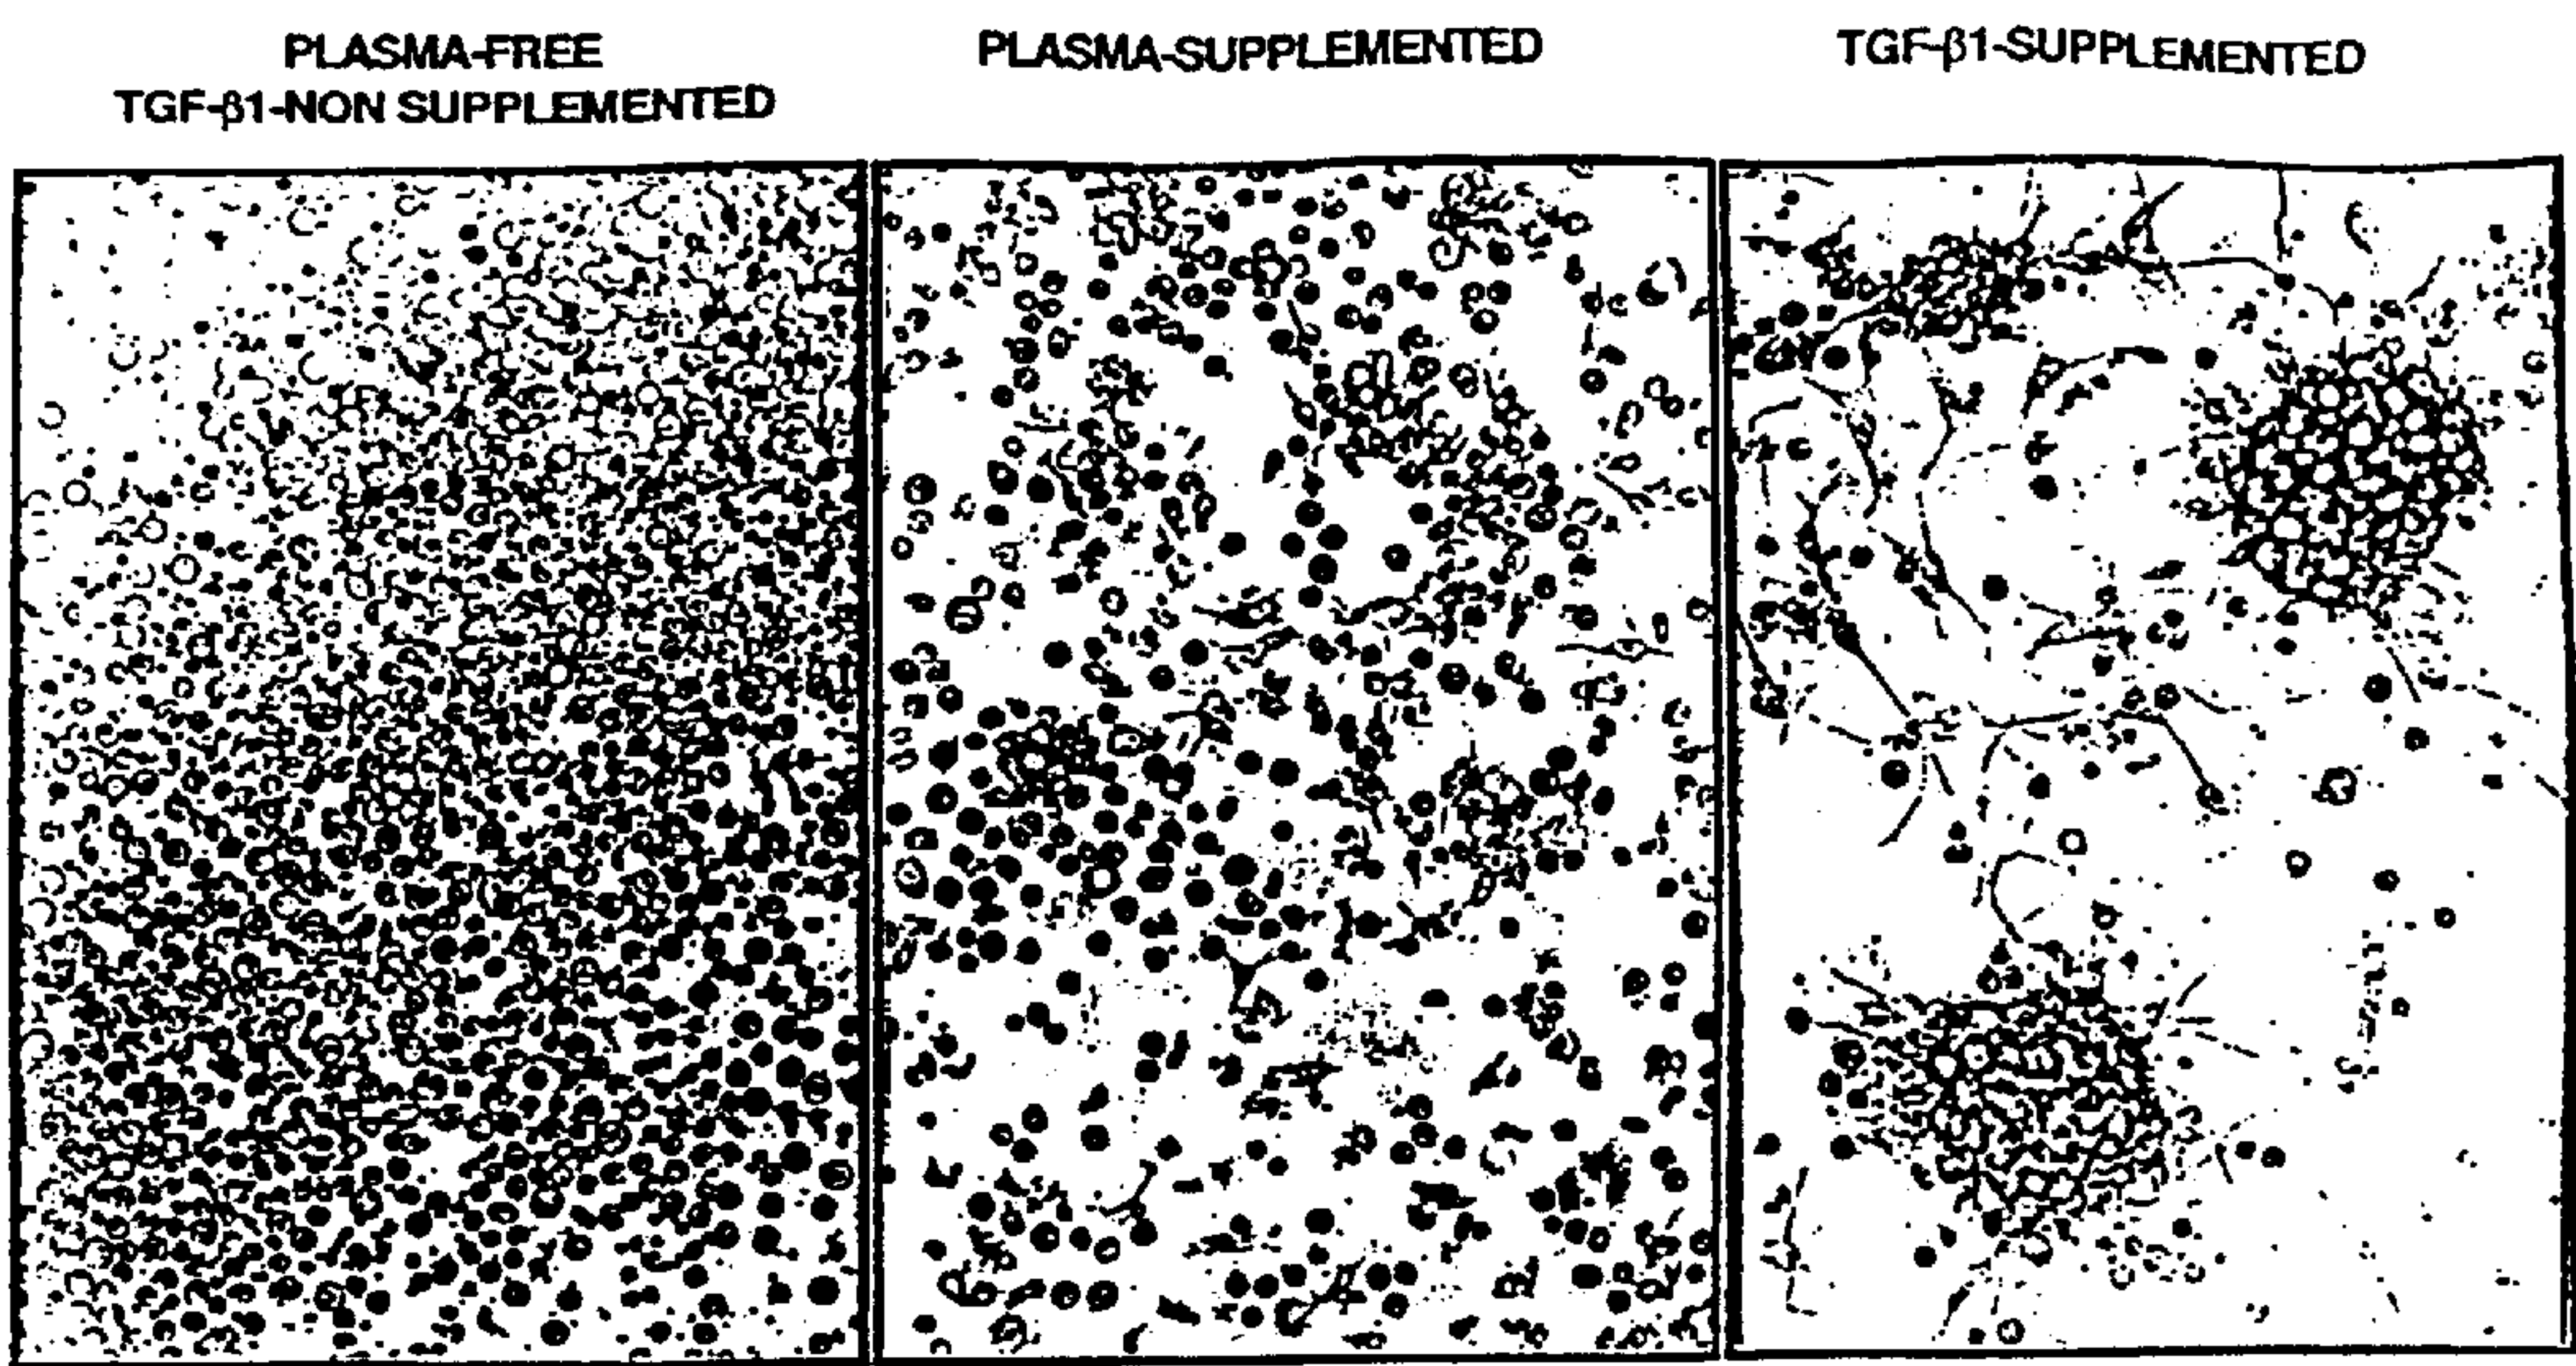 PLASMA-FREE
TGF-β1-NON SUPPLEMENTED
PLASMA-SUPPLEMENTED
TGF-β1-SUPPLEMENTED